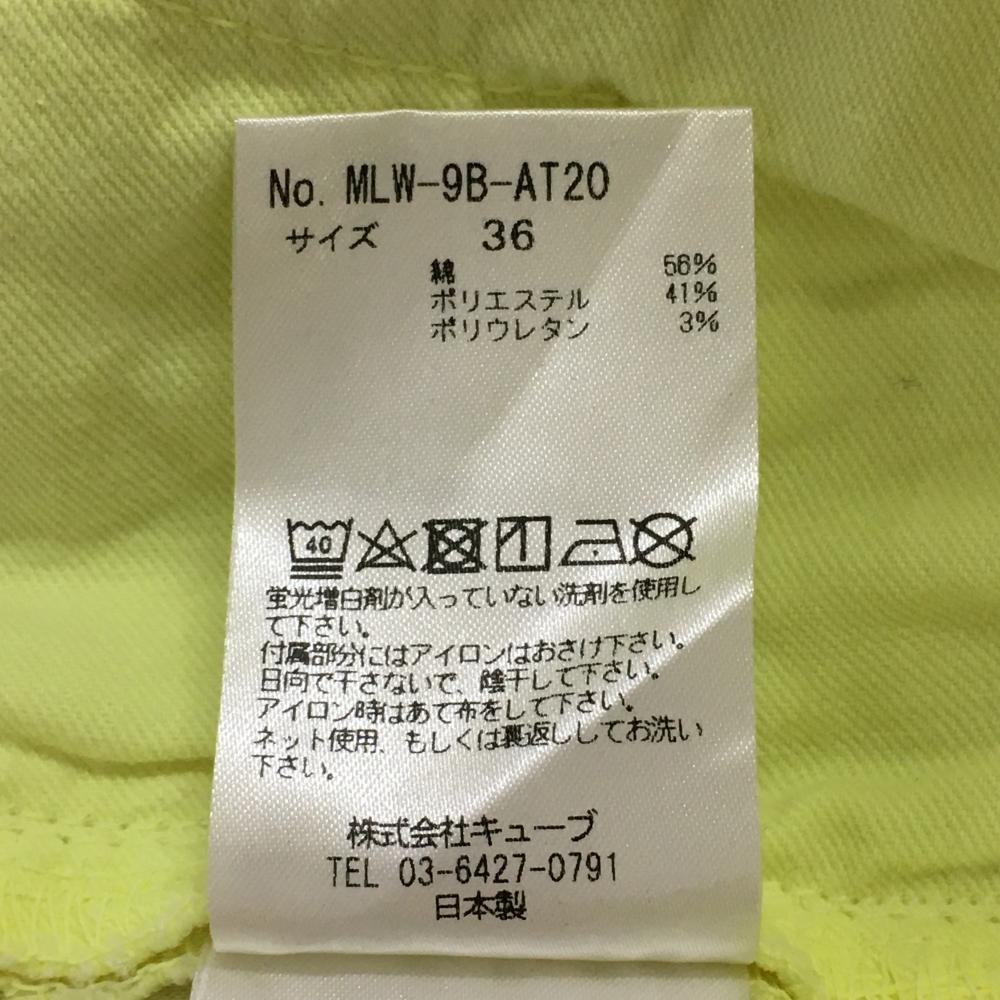 No. MLW-9B-AT20
サイズ 36
綿 56%
ポリエステル 41%
ポリウレタン 3%
40
蛍光増白剤が入っていない洗剤を使用し
て下さい。
付属部分にはアイロンはおさけ下さい。
日向で干さないで、陰干して下さい。
アイロン時はあて布をして下さい。
ネット使用、もしくは裏返ししてお洗い
下さい。
株式会社キューブ
TEL 03-6427-0791
日本製